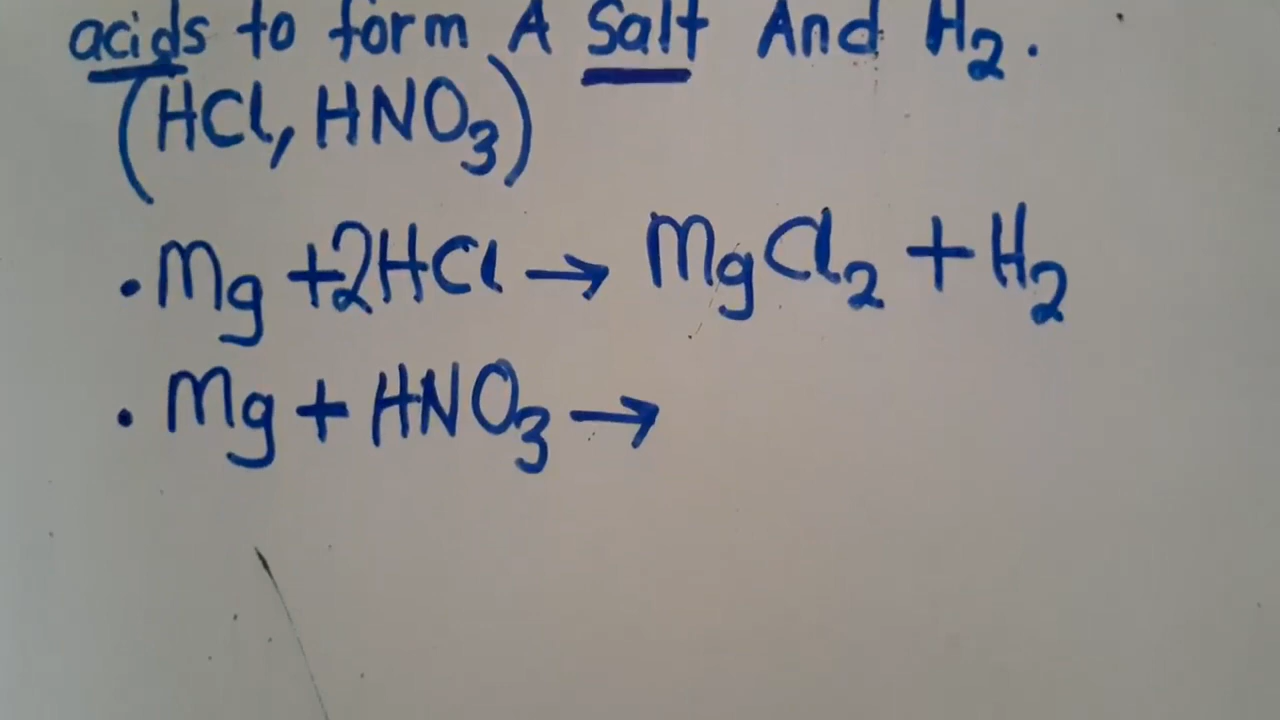 acids to form A Salt And H₂.
(HCl, HNO₃)
·Mg +2HCl → MgCl₂ + H₂
·Mg + HNO₃ →